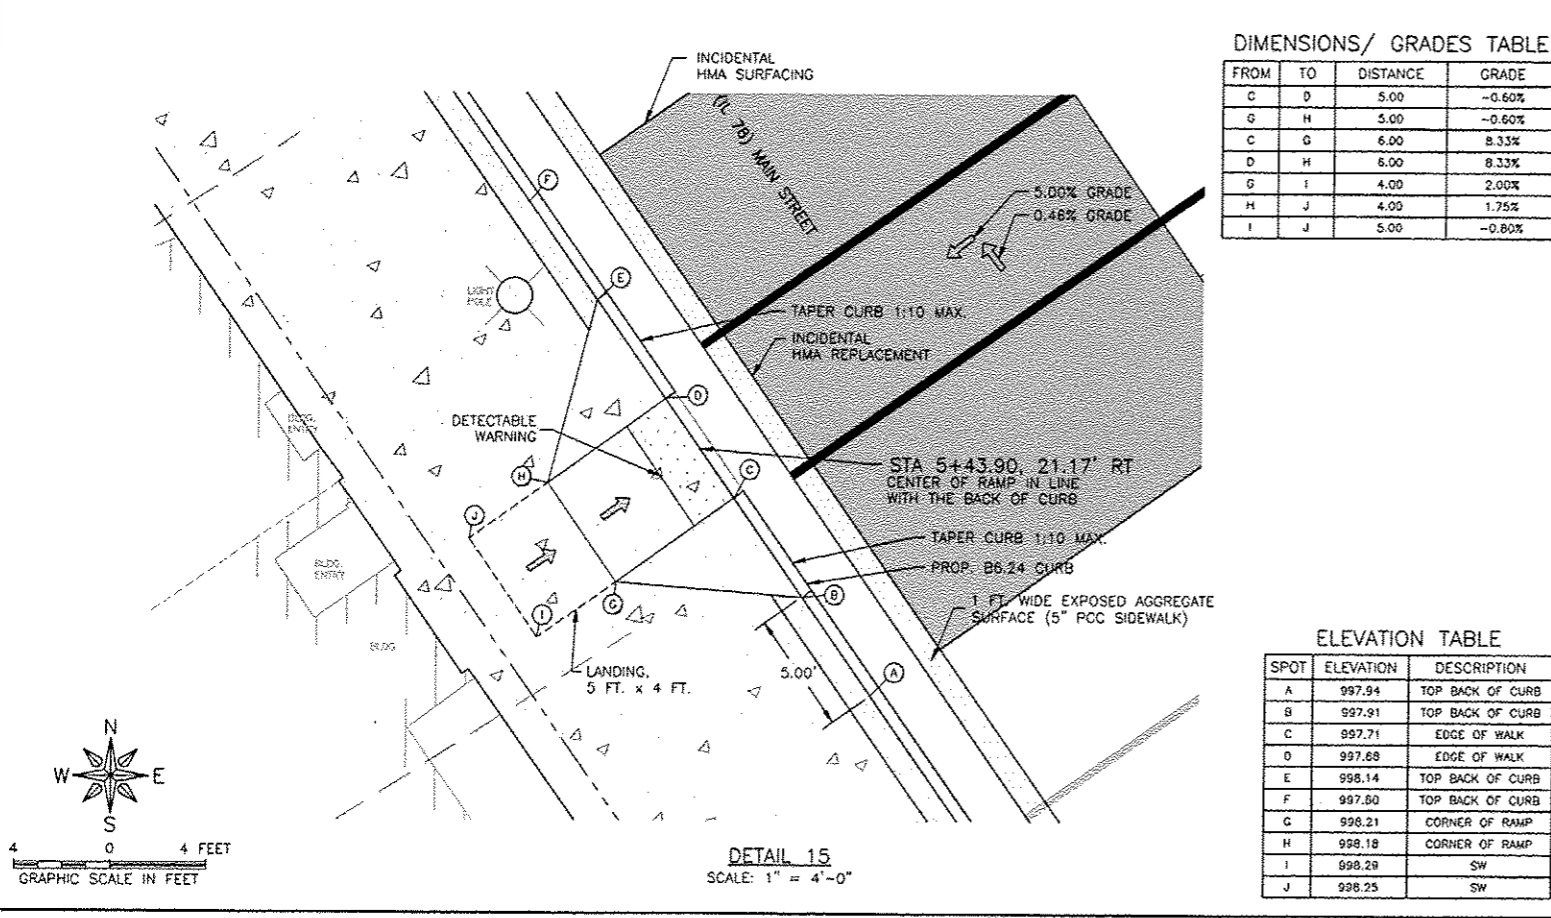 INCIDENTAL
HMA SURFACING
(IL 78) MAIN STREET
5.00% GRADE
0.46% GRADE
F
E
LIGHT
POLE
TAPER CURB 1:10 MAX.
INCIDENTAL
HMA REPLACEMENT
D
DETECTABLE
WARNING
BLDG.
ENTRY
STA 5+43.90, 21.17' RT
CENTER OF RAMP IN LINE
WITH THE BACK OF CURB
H
C
J
TAPER CURB 1:10 MAX.
PROP. B6.24 CURB
BLDG.
ENTRY
B
G
I
1 FT. WIDE EXPOSED AGGREGATE
SURFACE (5" PCC SIDEWALK)
BLDG
LANDING,
5 FT. x 4 FT.
5.00'
A
N
W E
S
4 0 4 FEET
GRAPHIC SCALE IN FEET
DETAIL 15
SCALE: 1" = 4'-0"
DIMENSIONS/ GRADES TABLE
FROM TO DISTANCE GRADE
C D 5.00 -0.60%
G H 5.00 -0.60%
C G 6.00 8.33%
D H 6.00 8.33%
G I 4.00 2.00%
H J 4.00 1.75%
I J 5.00 -0.80%
ELEVATION TABLE
SPOT ELEVATION DESCRIPTION
A 997.94 TOP BACK OF CURB
B 997.91 TOP BACK OF CURB
C 997.71 EDGE OF WALK
D 997.68 EDGE OF WALK
E 998.14 TOP BACK OF CURB
F 997.80 TOP BACK OF CURB
G 998.21 CORNER OF RAMP
H 998.18 CORNER OF RAMP
I 998.29 SW
J 998.25 SW